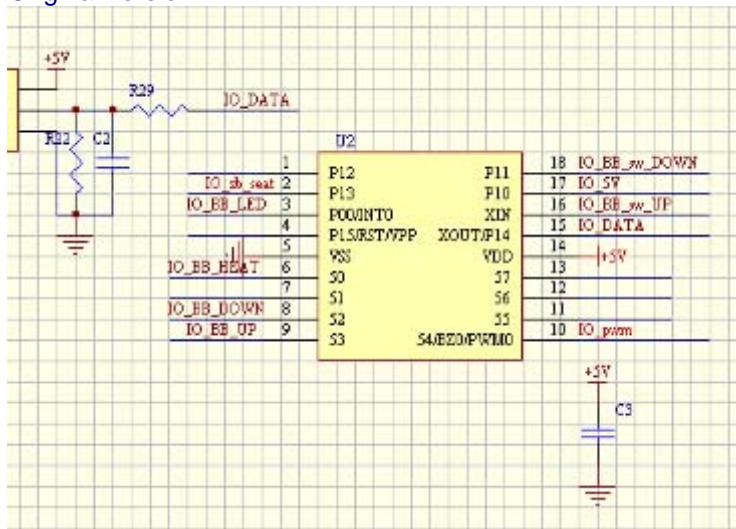 +5V
R29
IO_DATA
C2
U2
1 P12 P11 18 IO_BB_sw_DOWN
IO_sb_seat 2 P13 P10 17 IO_5V
IO_BB_LED 3 P00/INT0 XIN 16 IO_BB_sw_UP
4 P15/RST/VPP XOUT/P14 15 IO_DATA
5 VSS VDD 14 +5V
IO_BB_HEAT 6 S0 S7 13
7 S1 S6 12
IO_BB_DOWN 8 S2 S5 11
IO_BB_UP 9 S3 S4/BZ0/PWM0 10 IO_pwm
+5V
C3